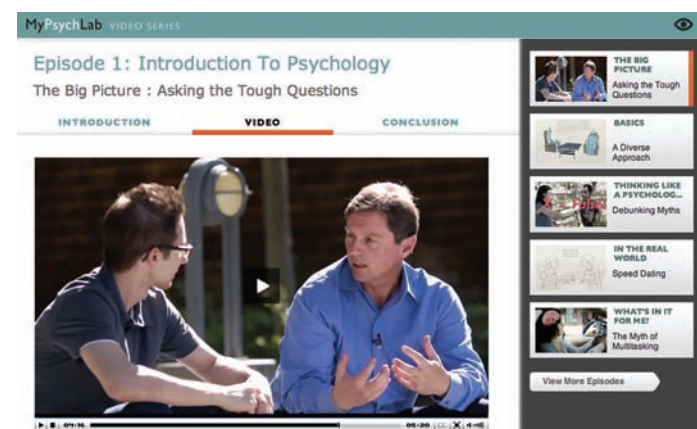 MyPsychLab VIDEO SERIES
Episode 1: Introduction To Psychology
The Big Picture : Asking the Tough Questions
INTRODUCTION VIDEO CONCLUSION
04:16 05:20 CC
THE BIG
PICTURE
Asking the Tough
Questions
BASICS
A Diverse
Approach
THINKING LIKE
A PSYCHOLOG...
Debunking Myths
IN THE REAL
WORLD
Speed Dating
WHAT'S IN IT
FOR ME?
The Myth of
Multitasking
View More Episodes